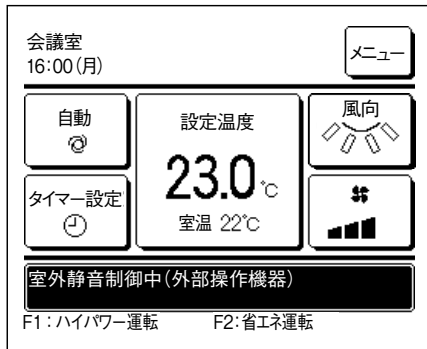 会議室
16:00(月)
メニュー
自動
設定温度
風向
23.0℃
タイマー設定
室温 22℃
室外静音制御中(外部操作機器)
F1:ハイパワー運転 F2:省エネ運転